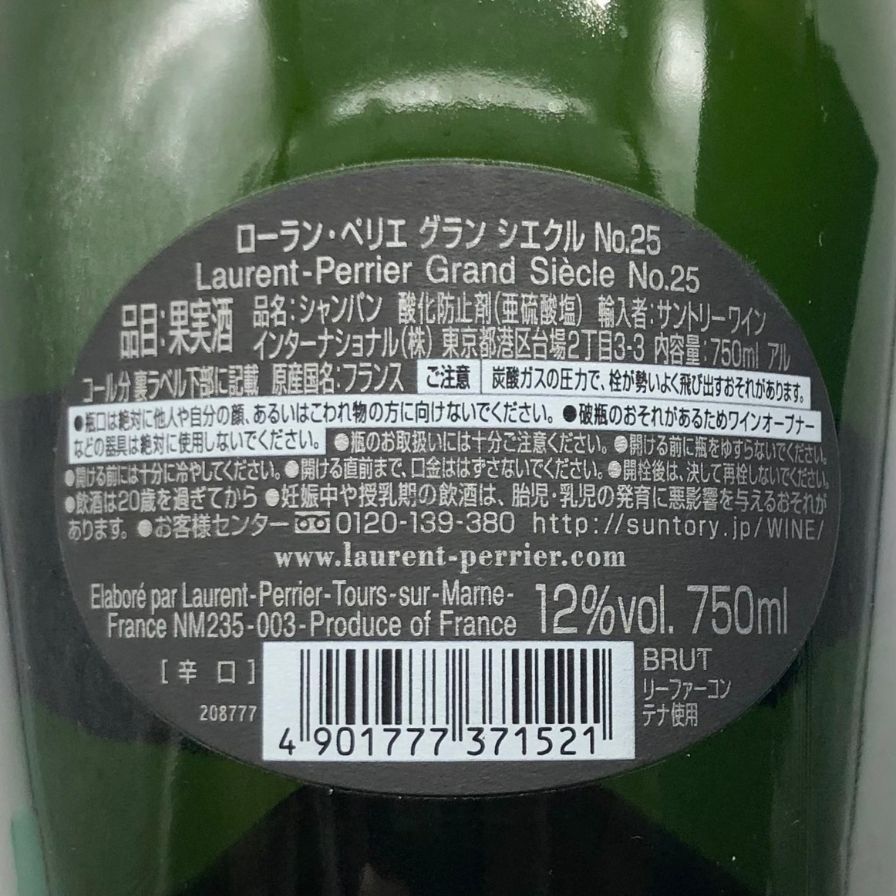 ローラン・ペリエ グラン シエクル No.25
Laurent-Perrier Grand Siècle No.25
品目:果実酒 品名:シャンパン 酸化防止剤(亜硫酸塩) 輸入者:サントリーワイン
インターナショナル(株) 東京都港区台場2丁目3-3 内容量:750ml アル
コール分 裏ラベル下部に記載 原産国名:フランス ご注意 炭酸ガスの圧力で、栓が勢いよく飛び出すおそれがあります。
●瓶口は絶対に他人や自分の顔、あるいはこわれ物の方に向けないでください。 ●破瓶のおそれがあるためワインオープナー
などの器具は絶対に使用しないでください。 ●瓶のお取扱いには十分ご注意ください。 ●開ける前に瓶をゆすらないでください。
●開ける前には十分に冷やしてください。 ●開ける直前まで、口金ははずさないでください。 ●開栓後は、決して再栓しないでください。
●飲酒は20歳を過ぎてから ●妊娠中や授乳期の飲酒は、胎児・乳児の発育に悪影響を与えるおそれが
あります。 ●お客様センター 0120-139-380 http://suntory.jp/WINE/
www.laurent-perrier.com
Elaboré par Laurent-Perrier-Tours-sur-Marne-
France NM235-003-Produce of France 12%vol. 750ml
[辛口] BRUT
リーファーコン
テナ使用
208777
4 901777 371521